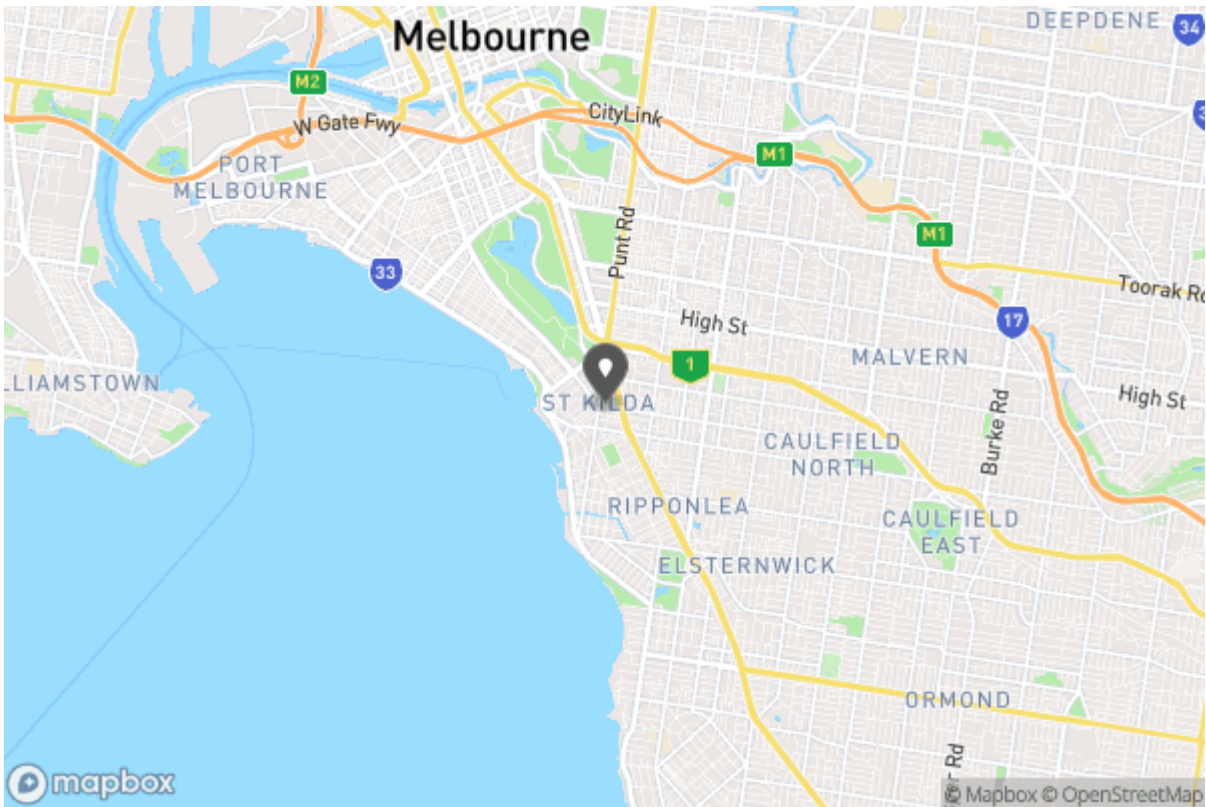 DEEPDENE
34
Melbourne
M2
CityLink
W Gate Fwy
M1
PORT
MELBOURNE
Punt Rd
M1
33
Toorak Rd
17
High St
1
MALVERN
LLIAMSTOWN
ST KILDA
High St
Burke Rd
CAULFIELD
NORTH
RIPPONLEA
CAULFIELD
EAST
ELSTERNWICK
ORMOND
mapbox
© Mapbox © OpenStreetMap